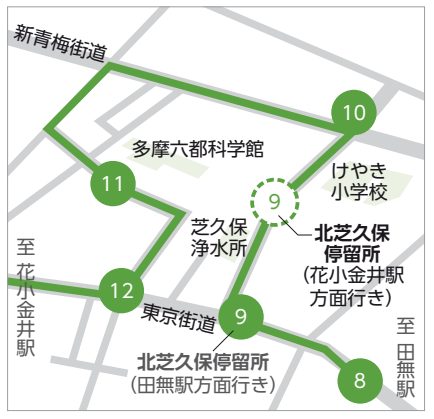 新青梅街道
10
多摩六都科学館
けやき
小学校
11
9
芝久保
浄水所
北芝久保
停留所
(花小金井駅
方面行き)
至 花小金井駅
12
東京街道
9
至 田無駅
北芝久保停留所
(田無駅方面行き)
8